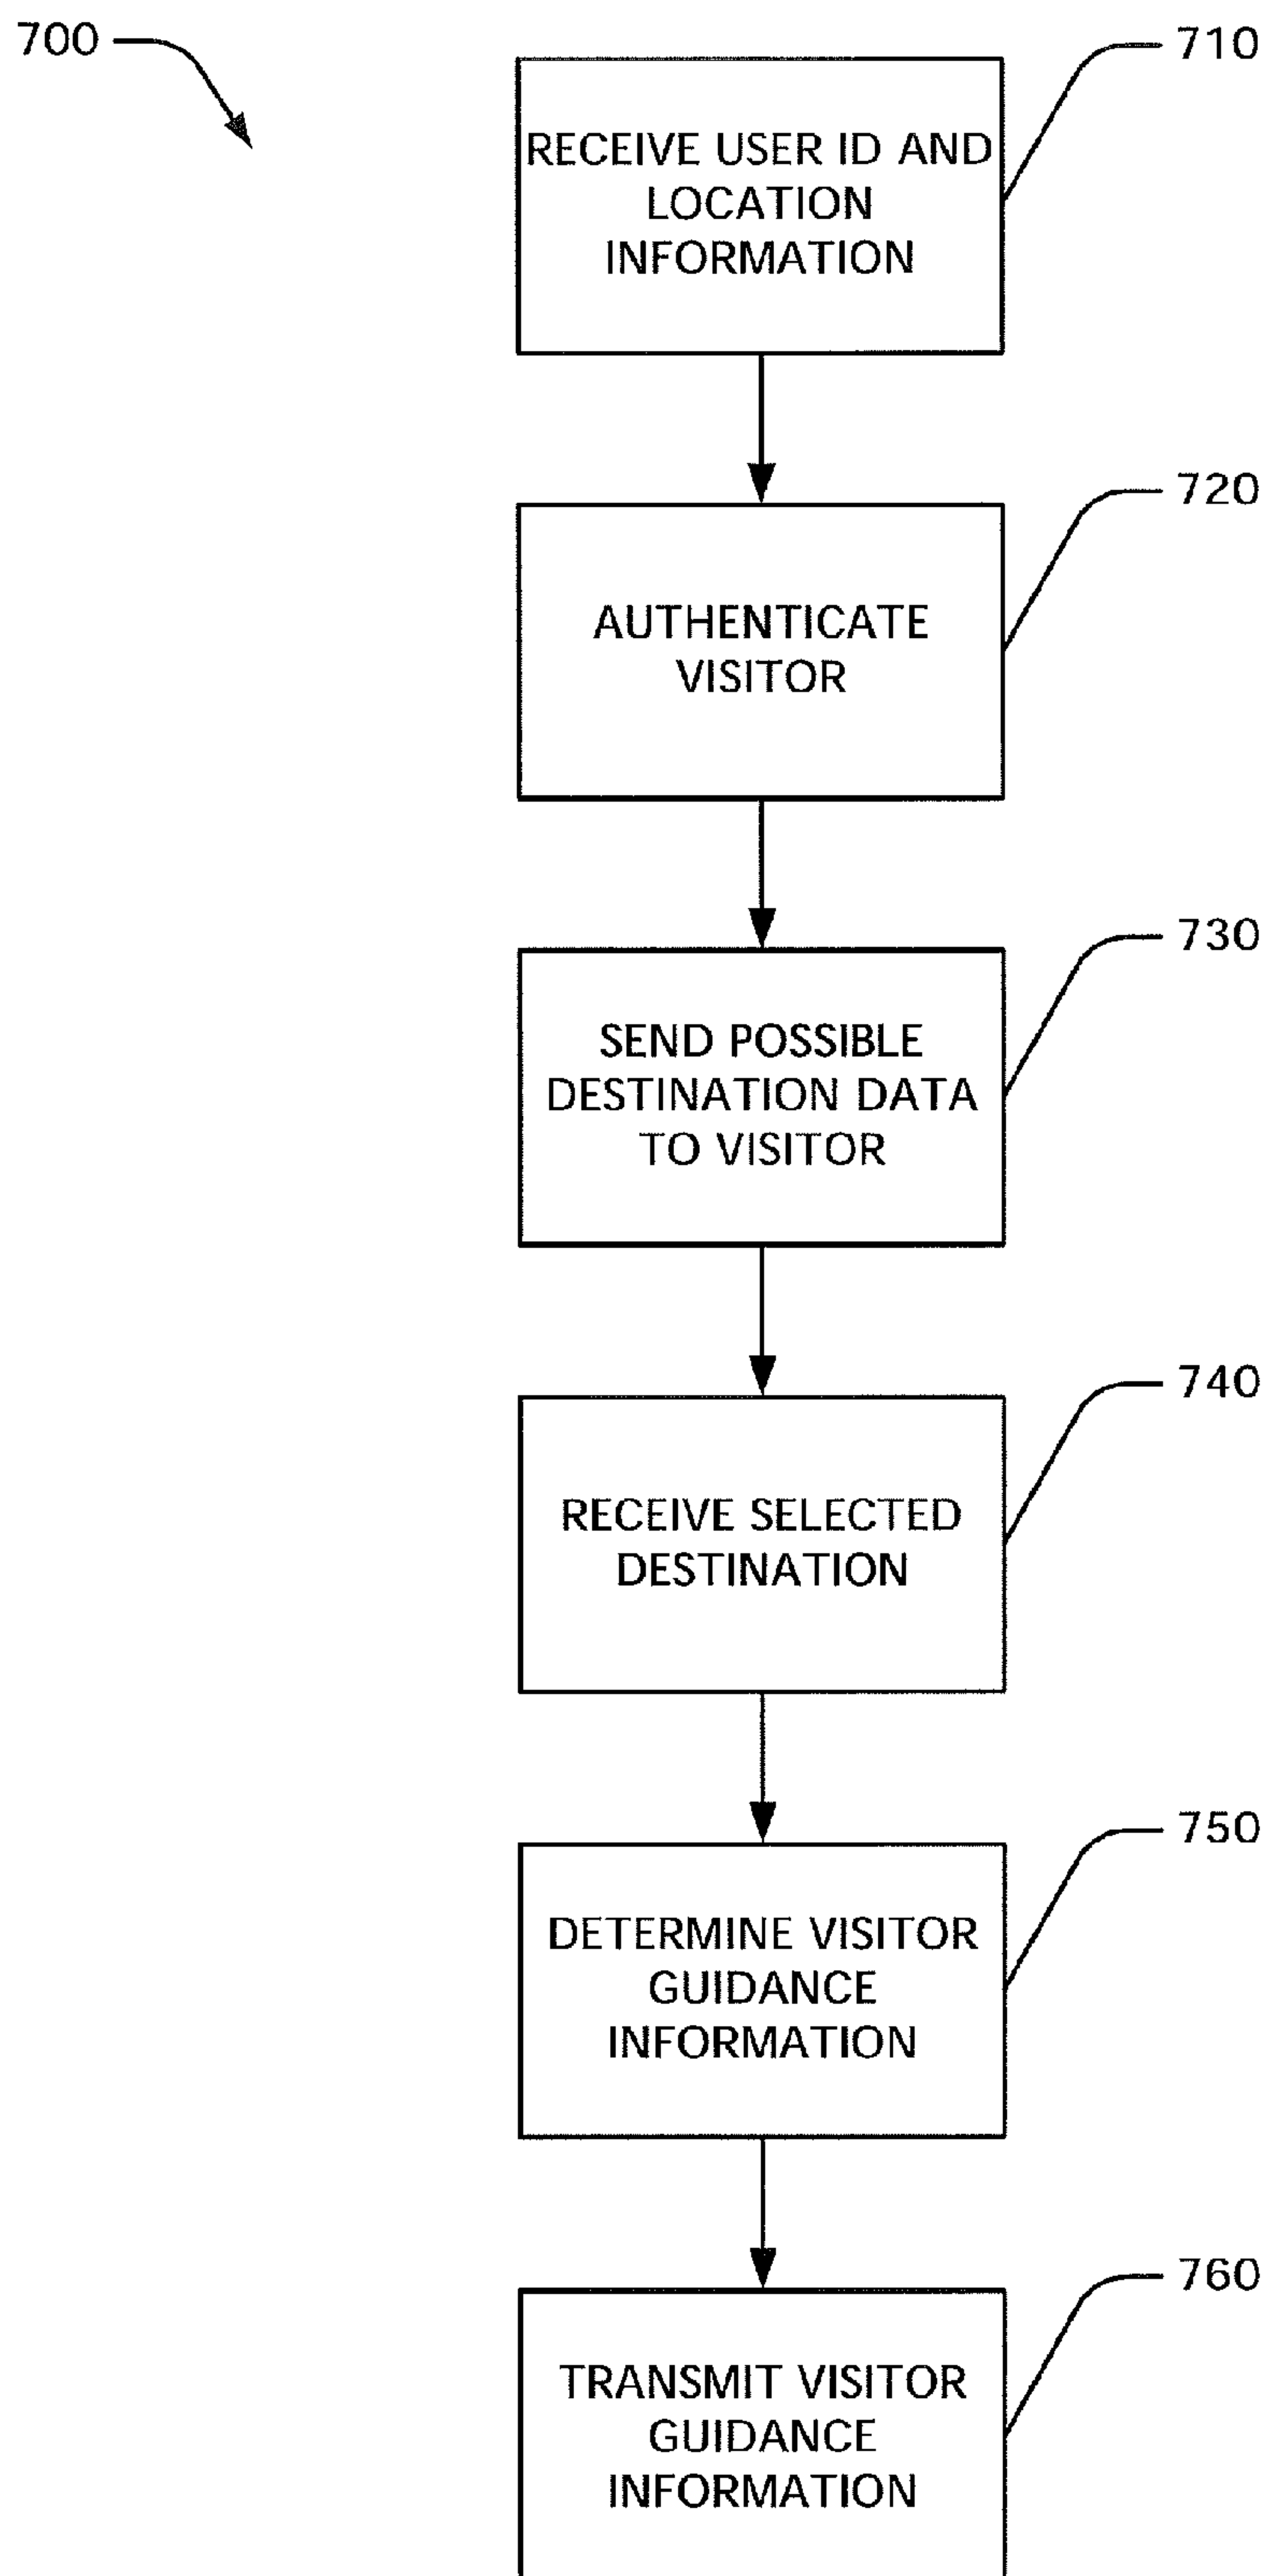 700
710
RECEIVE USER ID AND
LOCATION
INFORMATION
720
AUTHENTICATE
VISITOR
730
SEND POSSIBLE
DESTINATION DATA
TO VISITOR
740
RECEIVE SELECTED
DESTINATION
750
DETERMINE VISITOR
GUIDANCE
INFORMATION
760
TRANSMIT VISITOR
GUIDANCE
INFORMATION